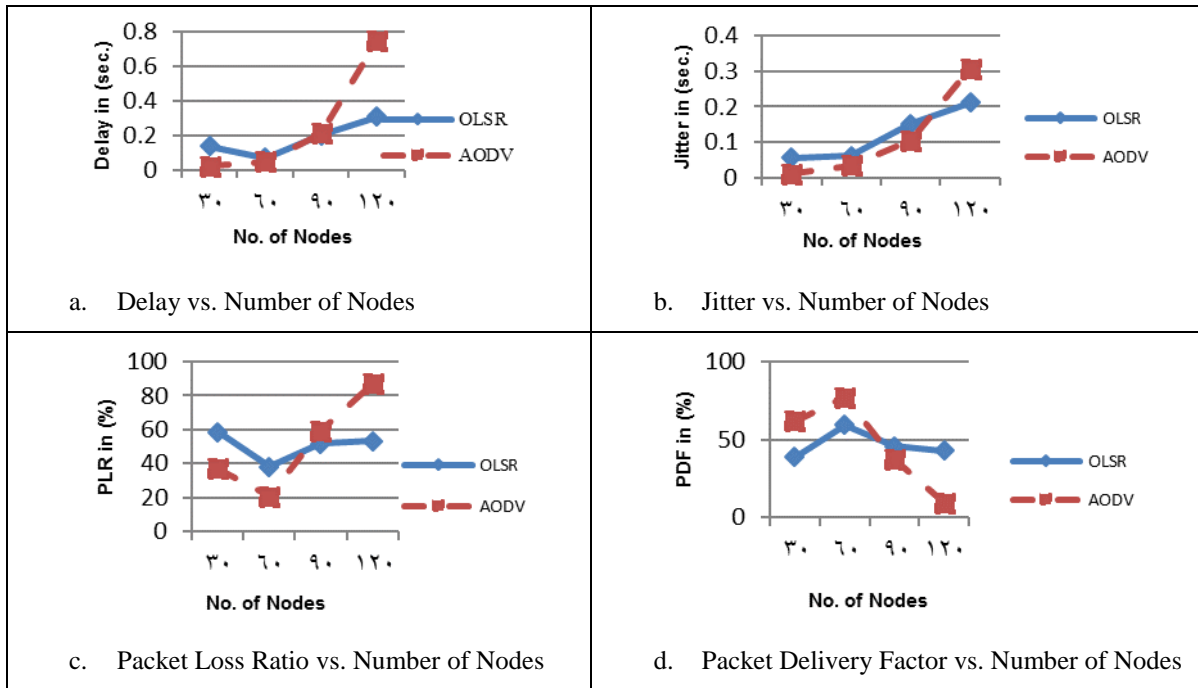 0.8
0.6
0.4
0.2
0
Delay in (sec.)
٣٠ ٦٠ ٩٠ ١٢٠
No. of Nodes
OLSR
AODV
a. Delay vs. Number of Nodes
0.4
0.3
0.2
0.1
0
Jitter in (sec.)
٣٠ ٦٠ ٩٠ ١٢٠
No. of Nodes
OLSR
AODV
b. Jitter vs. Number of Nodes
100
80
60
40
20
0
PLR in (%)
٣٠ ٦٠ ٩٠ ١٢٠
No. of Nodes
OLSR
AODV
c. Packet Loss Ratio vs. Number of Nodes
100
50
0
PDF in (%)
٣٠ ٦٠ ٩٠ ١٢٠
No. of Nodes
OLSR
AODV
d. Packet Delivery Factor vs. Number of Nodes